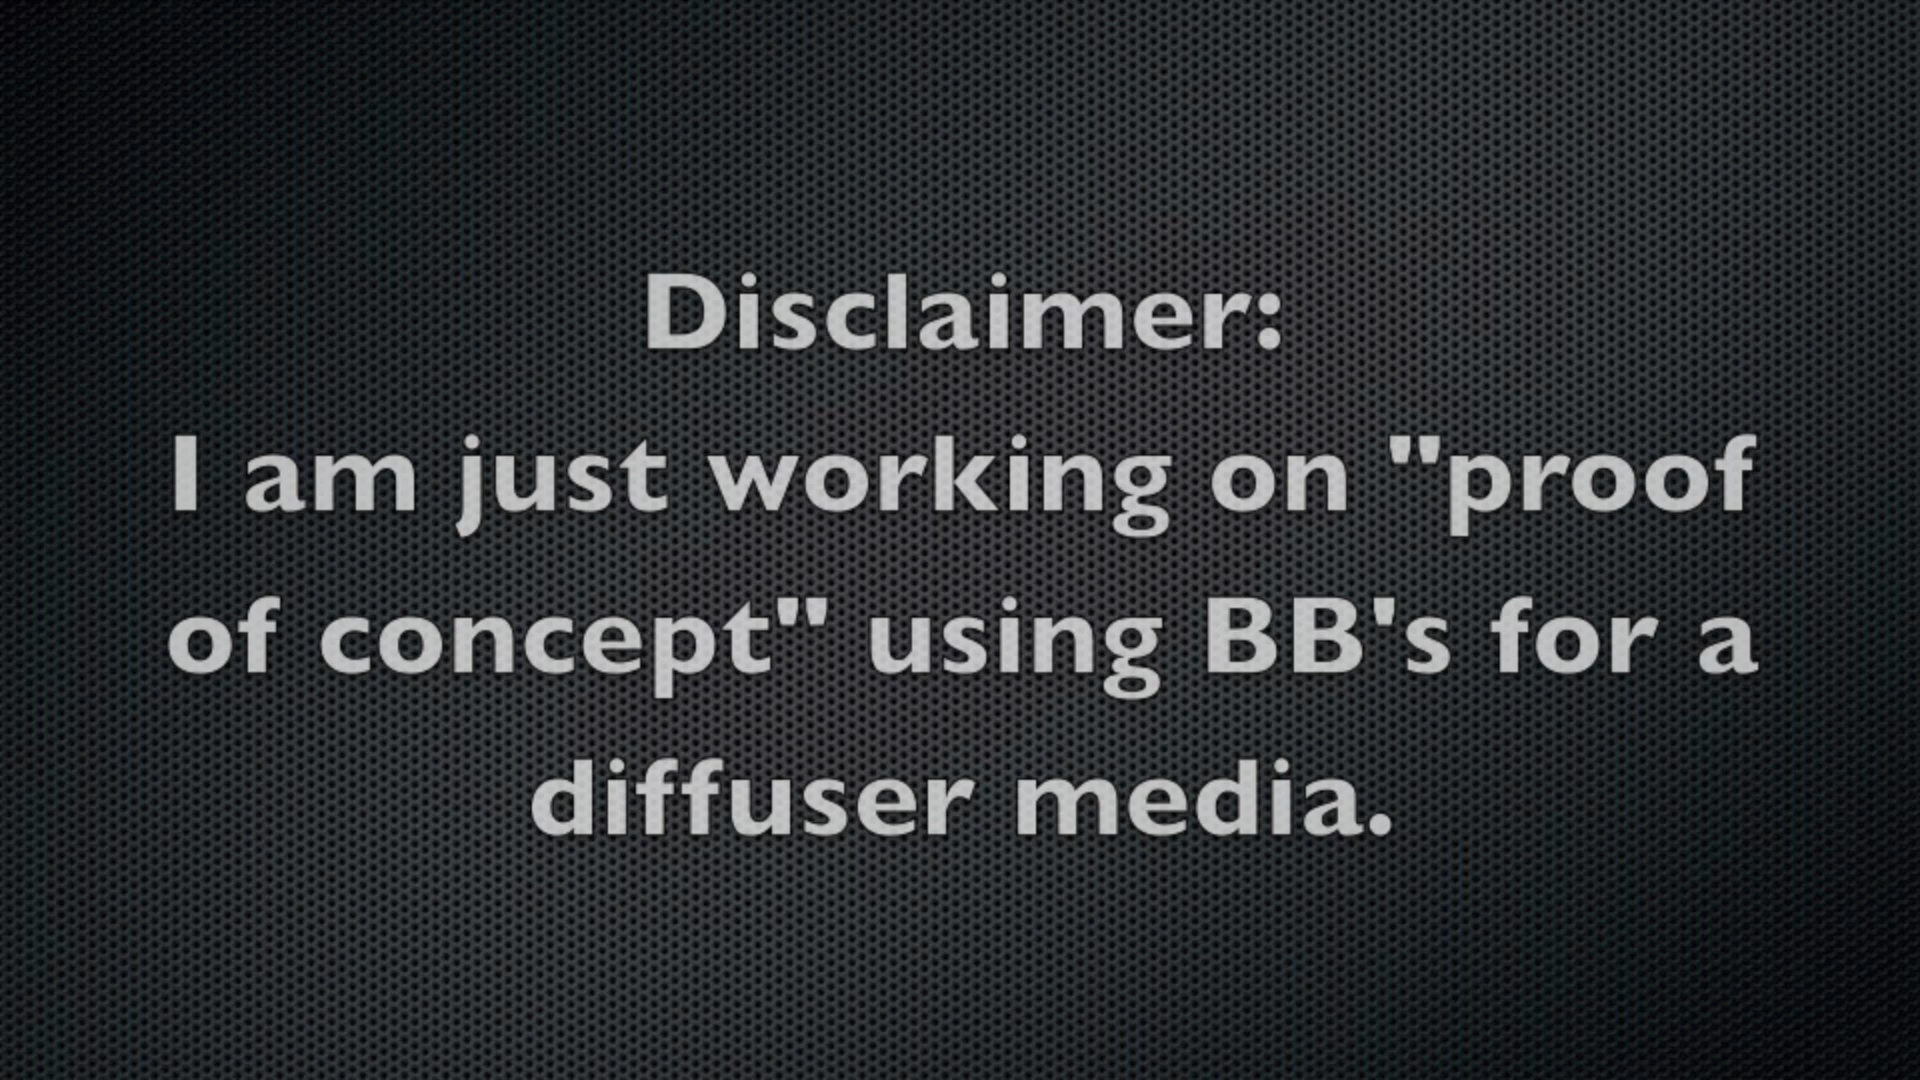 Disclaimer:
I am just working on "proof
of concept" using BB's for a
diffuser media.